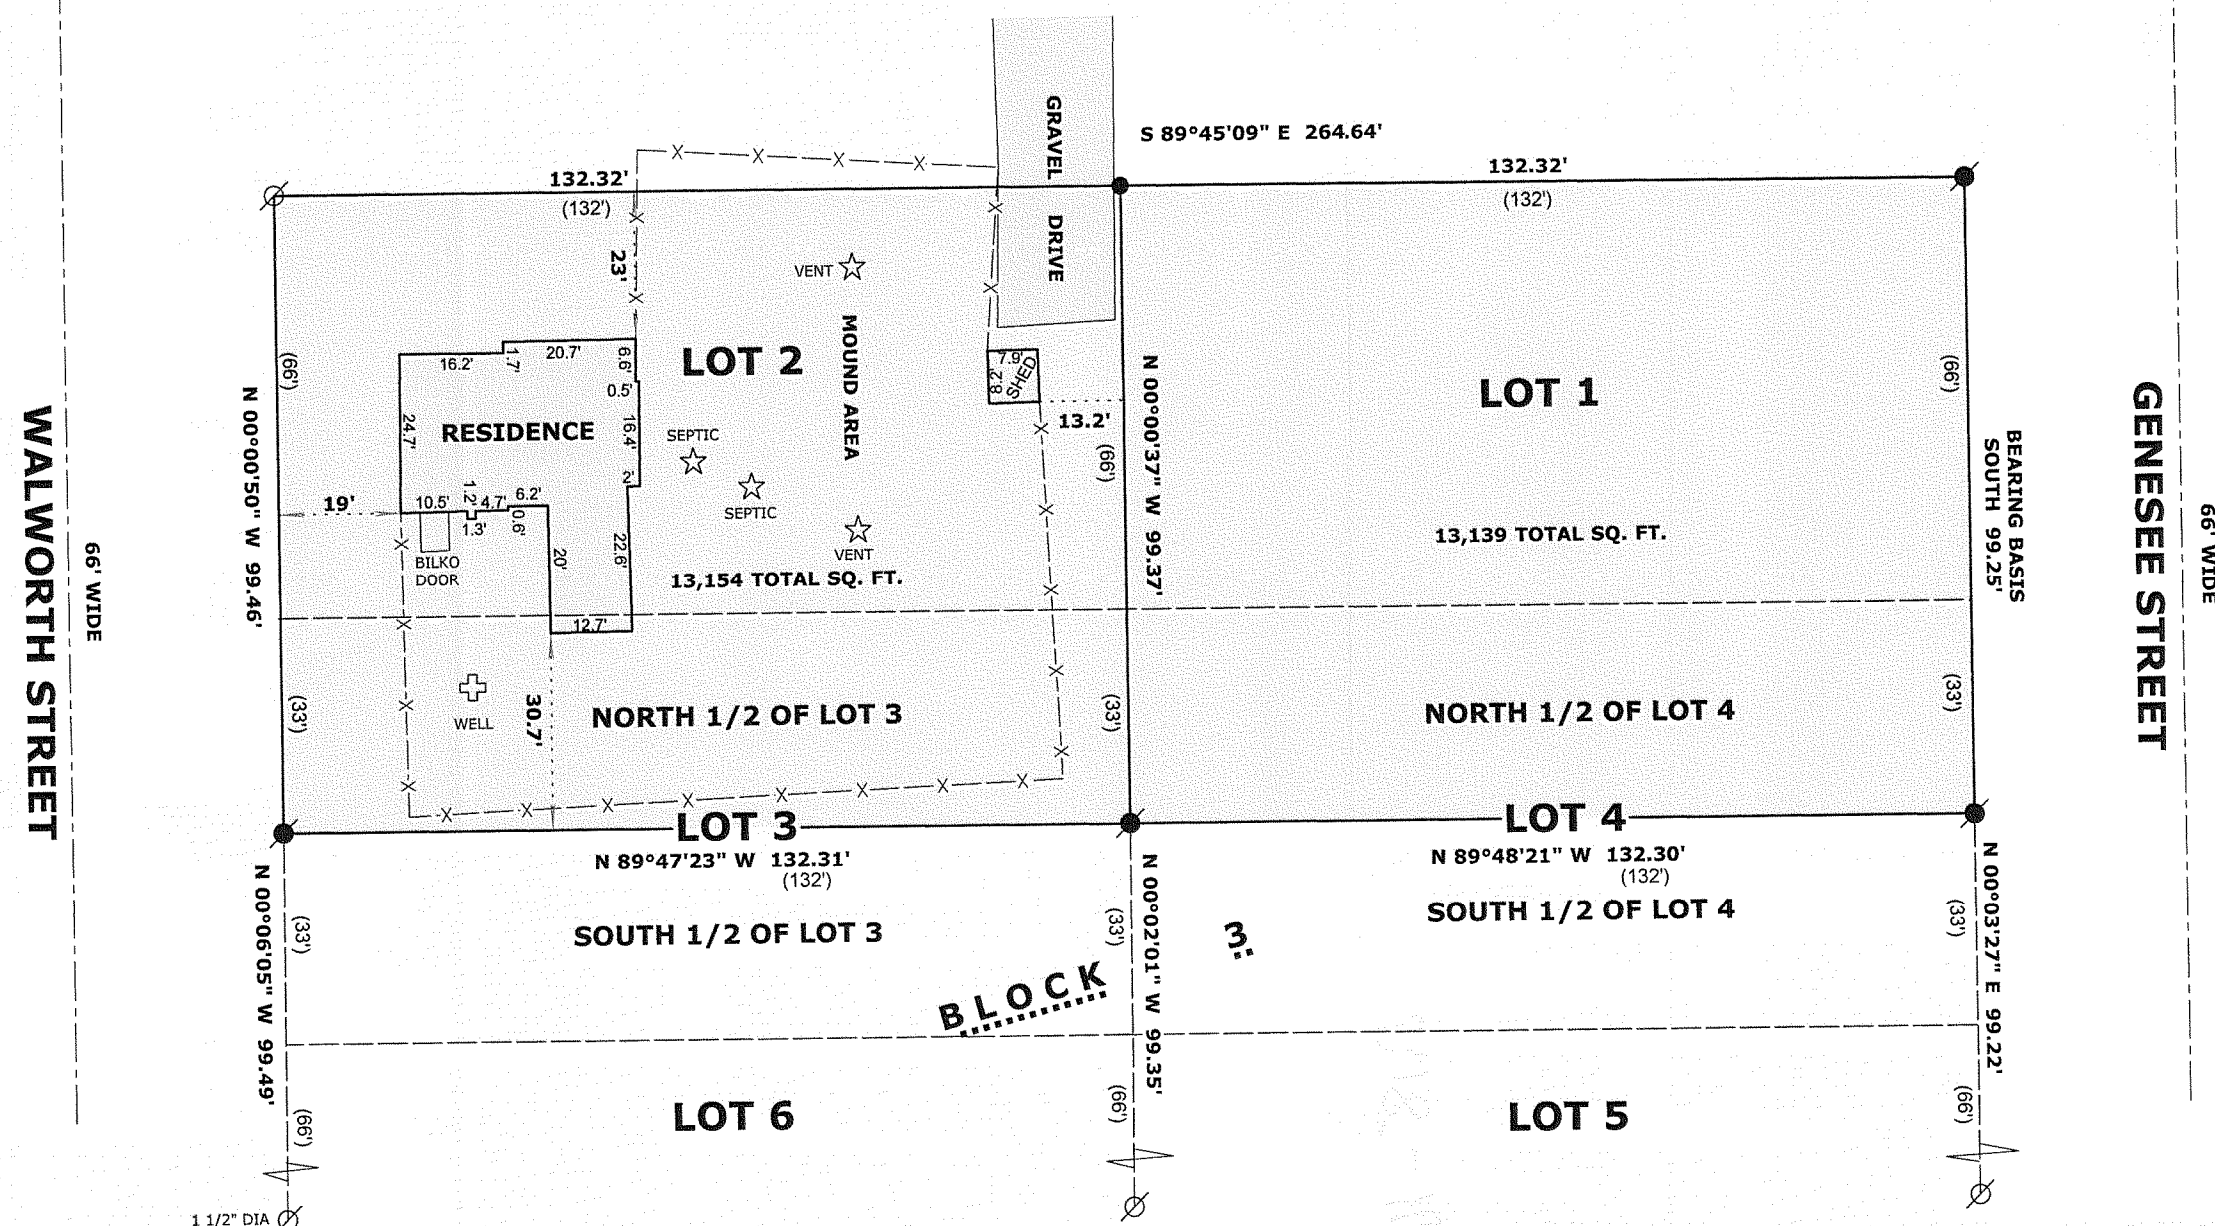 S 89°45'09" E 264.64'
GRAVEL DRIVE
132.32'
(132')
132.32'
(132')
23'
VENT
MOUND AREA
LOT 2
(66')
16.2'
1.7'
20.7'
6.6'
0.5'
24.7'
RESIDENCE
16.4'
2'
SEPTIC
SEPTIC
VENT
7.9'
8.2'
SHED
13.2'
(66')
N 00°00'37" W 99.37'
LOT 1
(66')
13,139 TOTAL SQ. FT.
BEARING BASIS
SOUTH 99.25'
GENESEE STREET
66' WIDE
WALWORTH STREET
66' WIDE
N 00°00'50" W 99.46'
19'
10.5'
1.2'
4.7'
6.2'
1.3'
0.6'
BILKO
DOOR
20'
22.6'
13,154 TOTAL SQ. FT.
12.7'
(33')
WELL
30.7'
NORTH 1/2 OF LOT 3
(33')
NORTH 1/2 OF LOT 4
(33')
LOT 3
LOT 4
N 89°47'23" W 132.31'
(132')
N 89°48'21" W 132.30'
(132')
N 00°06'05" W 99.49'
(33')
SOUTH 1/2 OF LOT 3
(33')
N 00°02'01" W 99.35'
SOUTH 1/2 OF LOT 4
(33')
N 00°03'27" E 99.22'
BLOCK 3
(66')
LOT 6
(66')
LOT 5
(66')
1 1/2" DIA